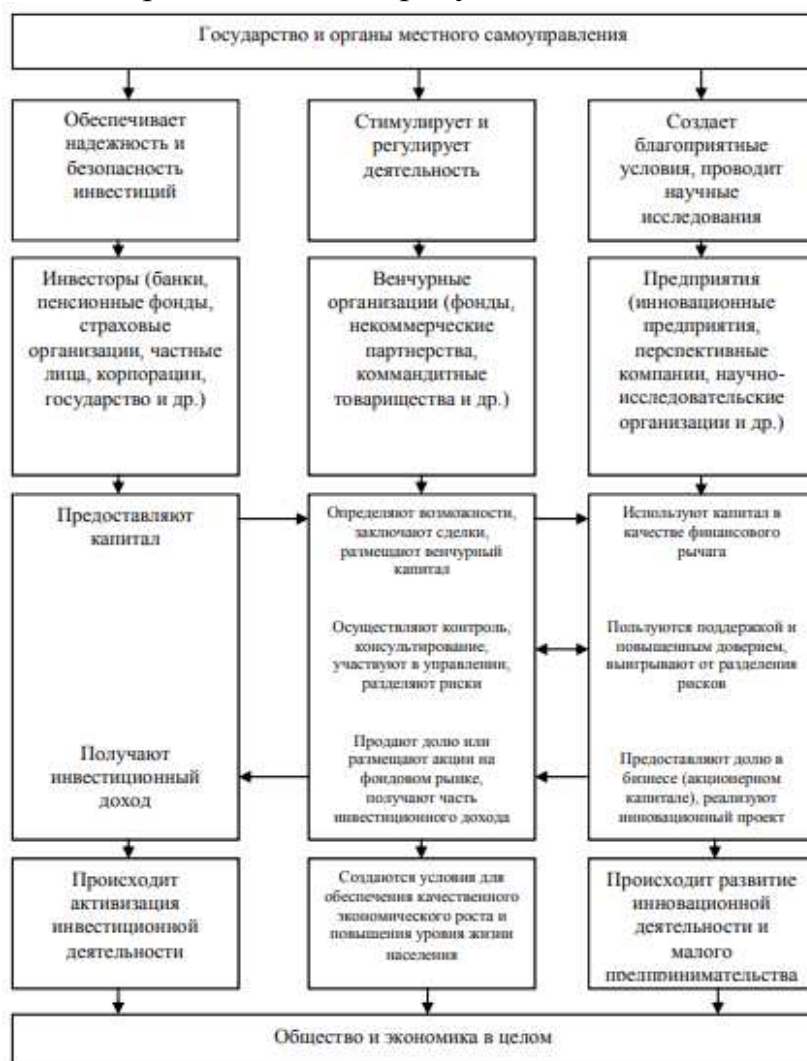 Государство и органы местного самоуправления
Обеспечивает
надежность и
безопасность
инвестиций
Стимулирует и
регулирует
деятельность
Создает
благоприятные
условия, проводит
научные
исследования
Инвесторы (банки,
пенсионные фонды,
страховые
организации, частные
лица, корпорации,
государство и др.)
Венчурные
организации (фонды,
некоммерческие
партнерства,
коммандитные
товарищества и др.)
Предприятия
(инновационные
предприятия,
перспективные
компании, научно-
исследовательские
организации и др.)
Предоставляют
капитал
Определяют возможности,
заключают сделки,
размещают венчурный
капитал
Используют капитал в
качестве финансового
рычага
Осуществляют контроль,
консультирование,
участвуют в управлении,
разделяют риски
Пользуются поддержкой и
повышенным доверием,
выигрывают от разделения
рисков
Получают
инвестиционный
доход
Продают долю или
размещают акции на
фондовом рынке,
получают часть
инвестиционного дохода
Предоставляют долю в
бизнесе (акционерном
капитале), реализуют
инновационный проект
Происходит
активизация
инвестиционной
деятельности
Создаются условия для
обеспечения качественного
экономического роста и
повышения уровня жизни
населения
Происходит развитие
инновационной
деятельности и
малого
предпринимательства
Общество и экономика в целом